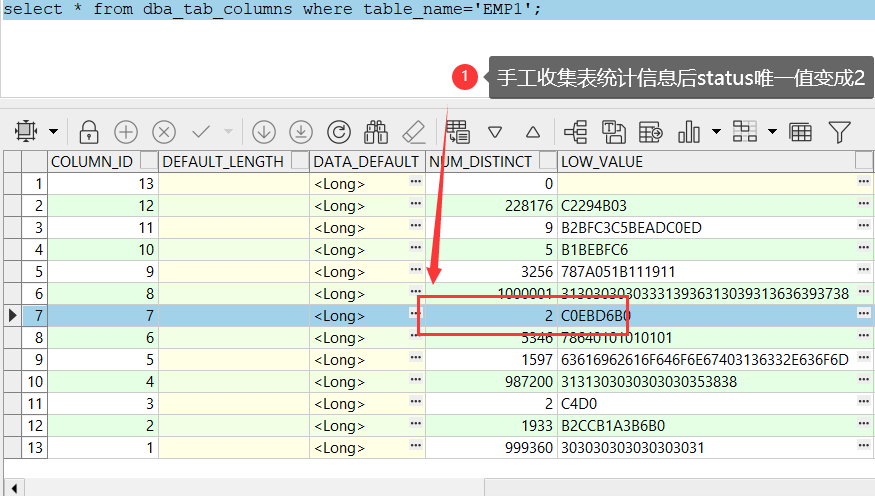 select * from dba_tab_columns where table_name='EMP1';
1 手工收集表统计信息后status唯一值变成2
COLUMN_ID DEFAULT_LENGTH DATA_DEFAULT NUM_DISTINCT LOW_VALUE
1 13 <Long> ... 0 ...
2 12 <Long> ... 228176 C2294B03 ...
3 11 <Long> ... 9 B2BFC3C5BEADC0ED ...
4 10 <Long> ... 5 B1BEBFC6 ...
5 9 <Long> ... 3256 787A051B111911 ...
6 8 <Long> ... 1000001 313030303033313936313039313636393738 ...
7 7 <Long> ... 2 C0EBD6B0 ...
8 6 <Long> ... 5346 78640101010101 ...
9 5 <Long> ... 1597 63616962616F646F6E67403136332E636F6D ...
10 4 <Long> ... 987200 3131303030303030353838 ...
11 3 <Long> ... 2 C4D0 ...
12 2 <Long> ... 1933 B2CCB1A3B6B0 ...
13 1 <Long> ... 999360 303030303030303031 ...